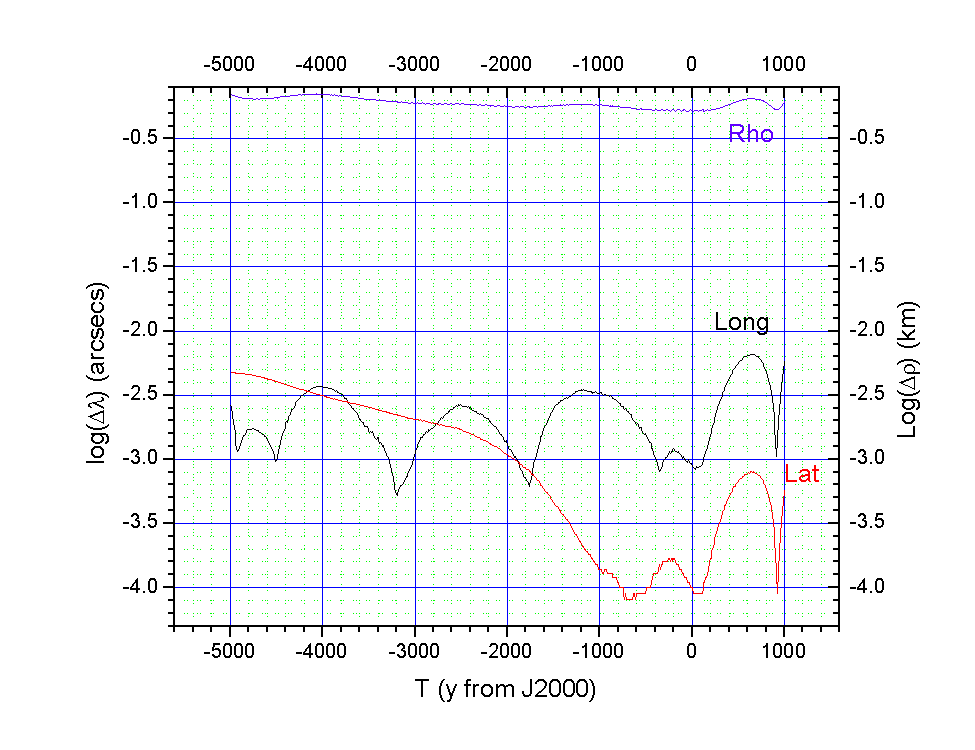 -5000 -4000 -3000 -2000 -1000 0 1000
-0.5 -0.5
Rho
-1.0 -1.0
-1.5 -1.5
Long
-2.0 -2.0
-2.5 -2.5
-3.0 -3.0
Lat
-3.5 -3.5
-4.0 -4.0
log(Δλ) (arcsecs)
Log(Δρ) (km)
-5000 -4000 -3000 -2000 -1000 0 1000
T (y from J2000)